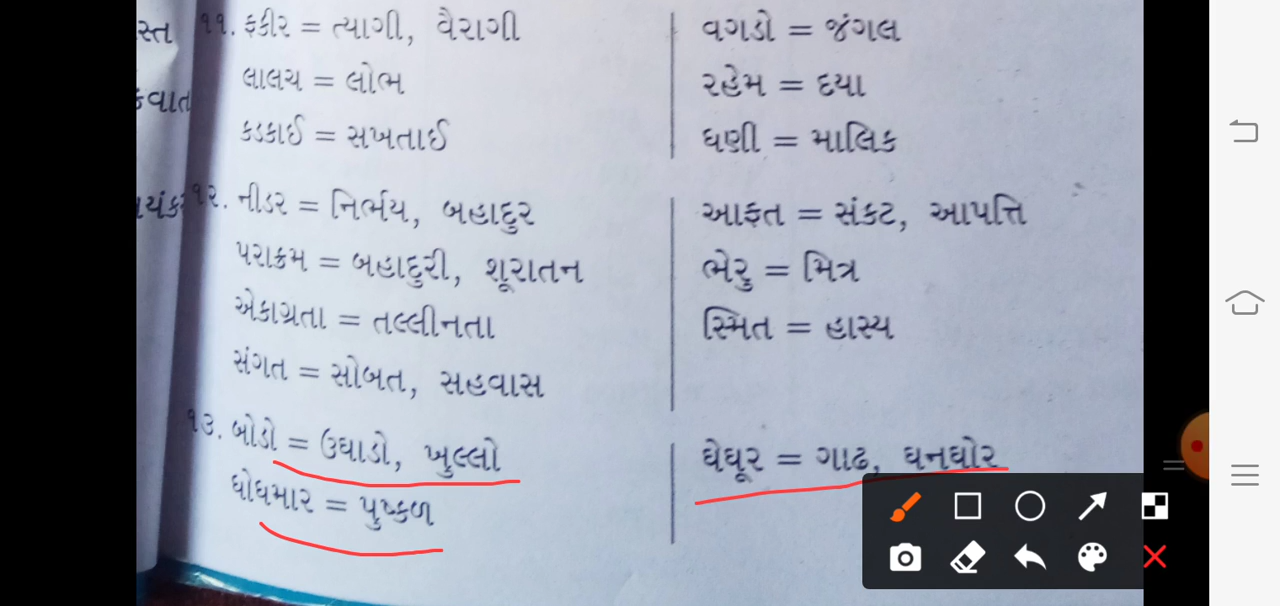 સ્ત
૧૧. ફકીર = ત્યાગી, વૈરાગી
લાલચ = લોભ
કડકાઈ = સખતાઈ
૧૨. નીડર = નિર્ભય, બહાદુર
પરાક્રમ = બહાદુરી, શૂરાતન
એકાગ્રતા = તલ્લીનતા
સંગત = સોબત, સહવાસ
૧૩. બોડો = ઉઘાડો, ખુલ્લો
ધોધમાર = પુષ્કળ
વગડો = જંગલ
રહેમ = દયા
ધણી = માલિક
આફત = સંકટ, આપત્તિ
ભેરુ = મિત્ર
સ્મિત = હાસ્ય
ઘેઘૂર = ગાઢ, ઘનઘોર